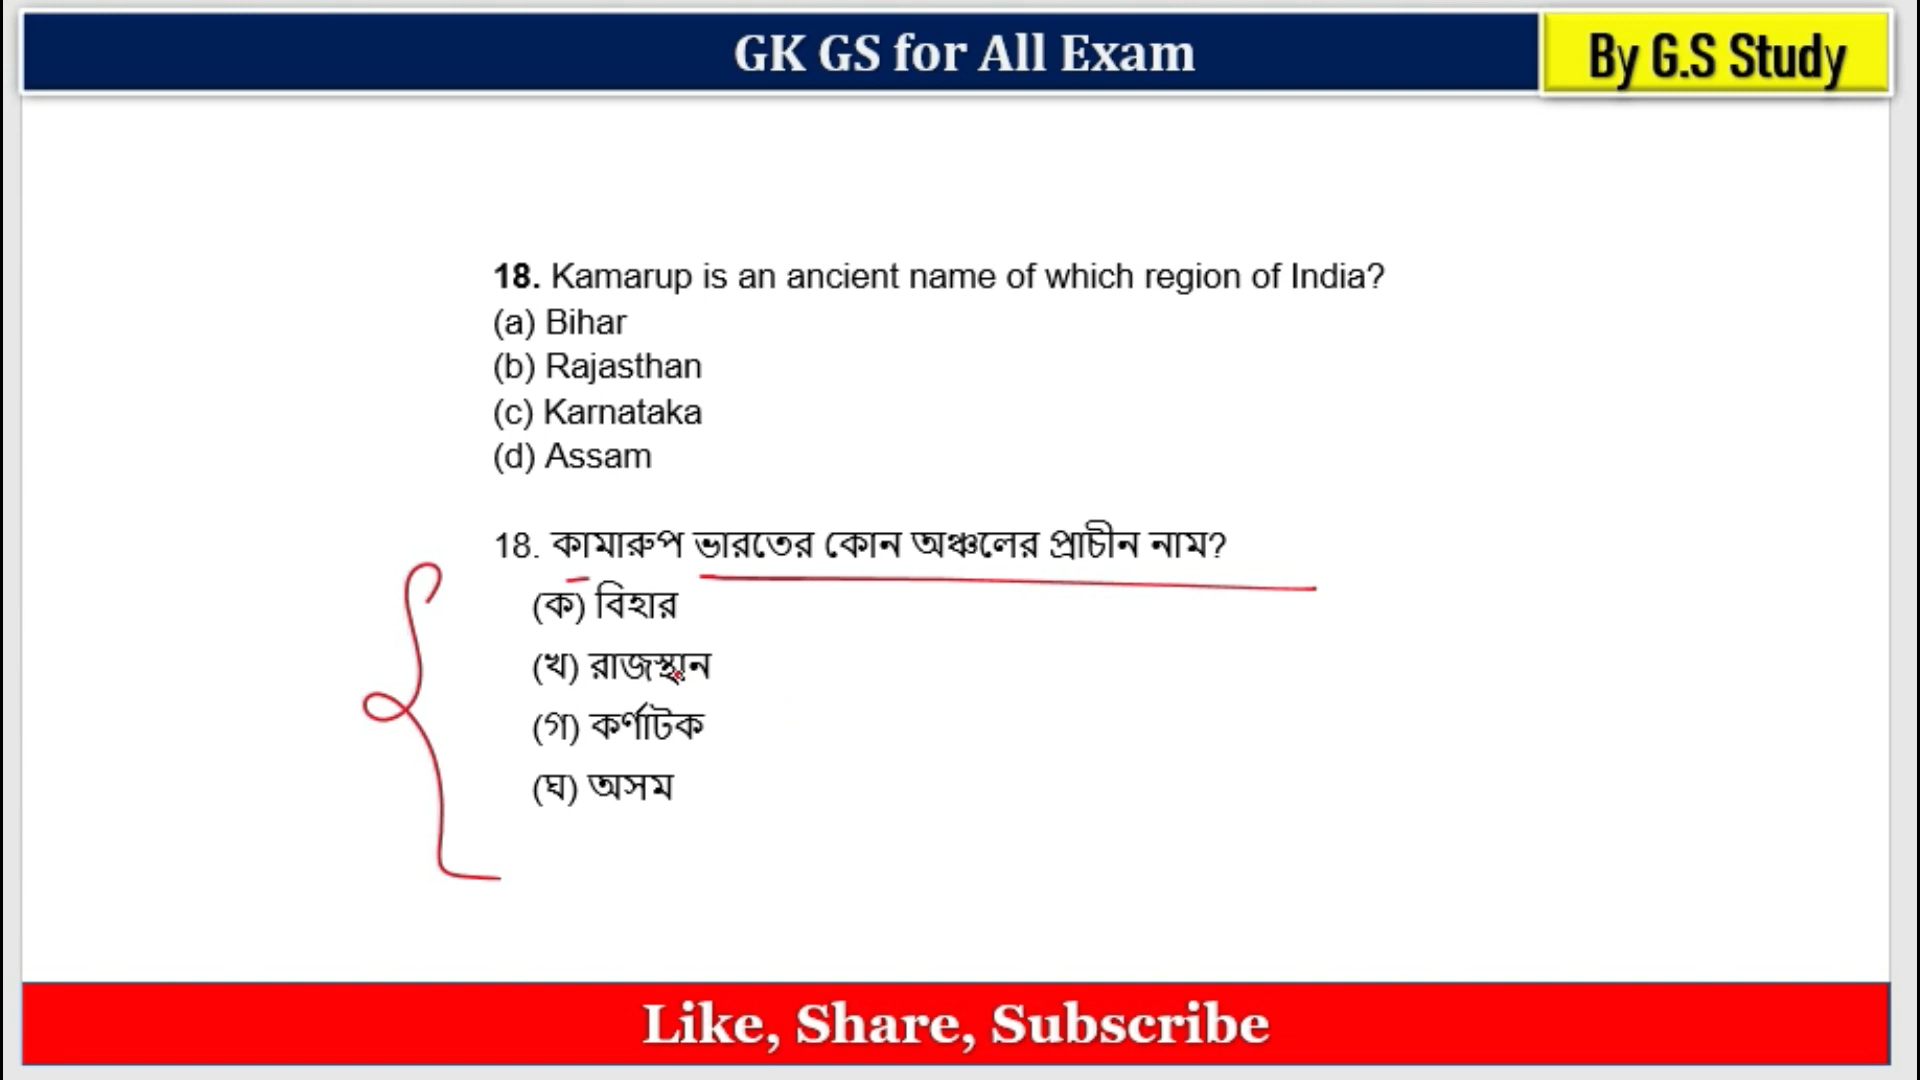 GK GS for All Exam
By G.S Study
18. Kamarup is an ancient name of which region of India?
(a) Bihar
(b) Rajasthan
(c) Karnataka
(d) Assam
18. কামারুপ ভারতের কোন অঞ্চলের প্রাচীন নাম?
(ক) বিহার
(খ) রাজস্থান
(গ) কর্ণাটক
(ঘ) অসম
Like, Share, Subscribe